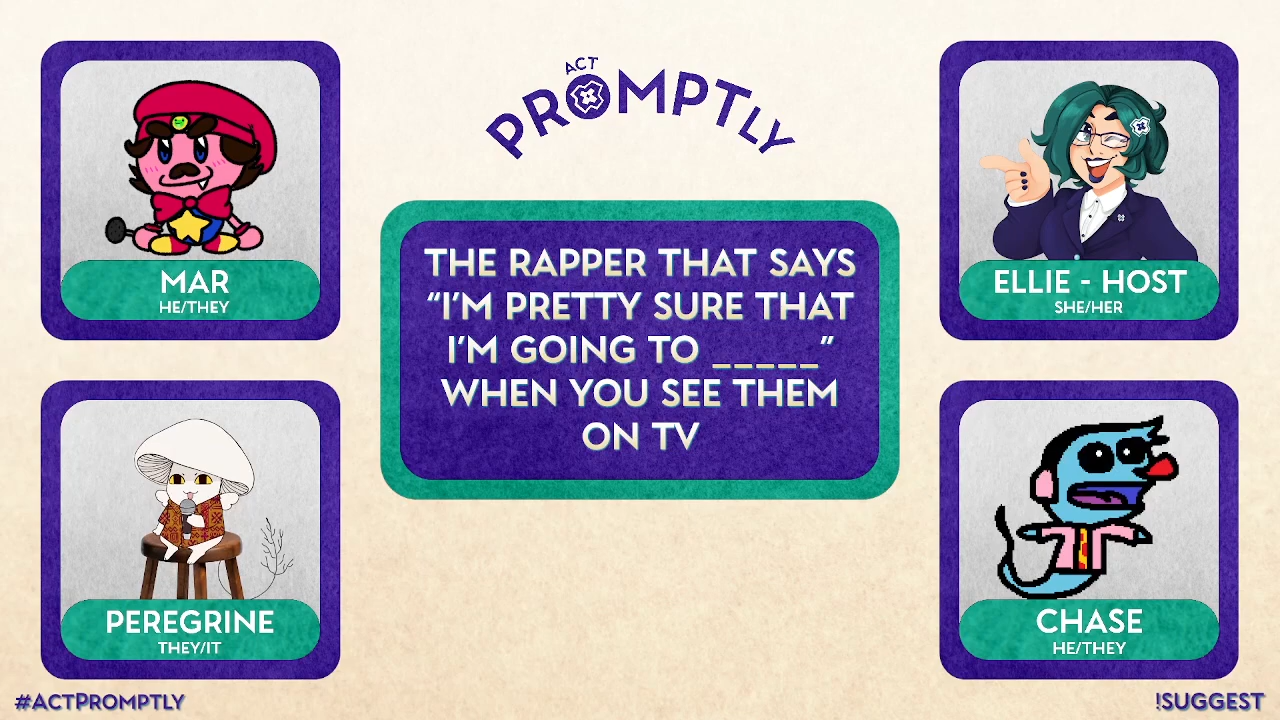 ACT
PROMPTLY
MAR
HE/THEY
ELLIE - HOST
SHE/HER
THE RAPPER THAT SAYS
“I’M PRETTY SURE THAT
I’M GOING TO _____”
WHEN YOU SEE THEM
ON TV
PEREGRINE
THEY/IT
CHASE
HE/THEY
#ACTPROMPTLY
!SUGGEST